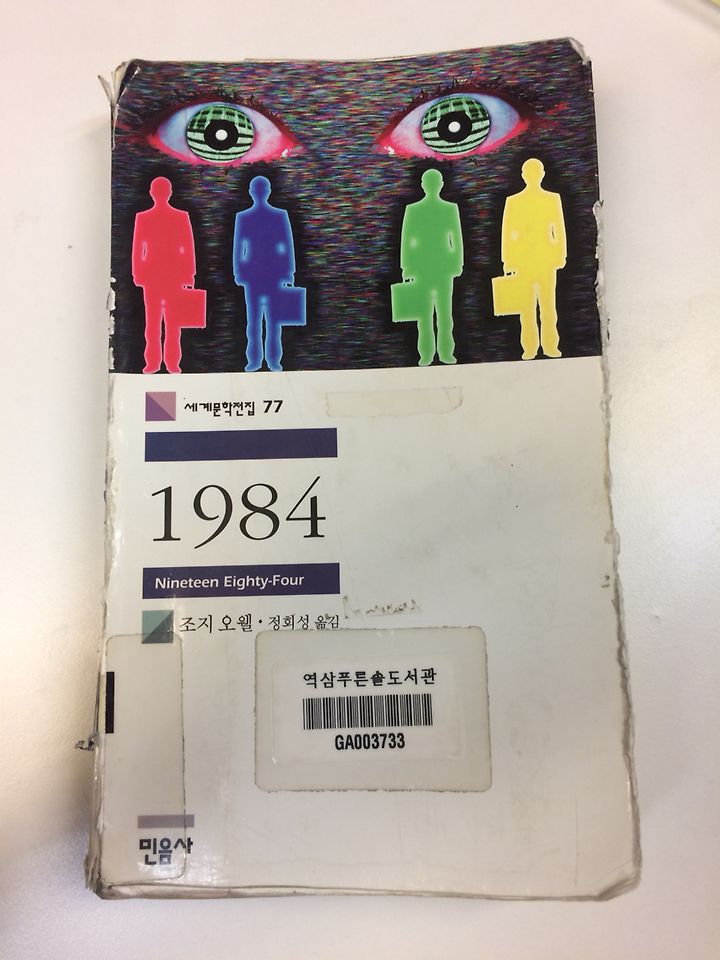 세계문학전집 77
1984
Nineteen Eighty-Four
조지 오웰 · 정회성 옮김
역삼푸른솔도서관
GA003733
민음사